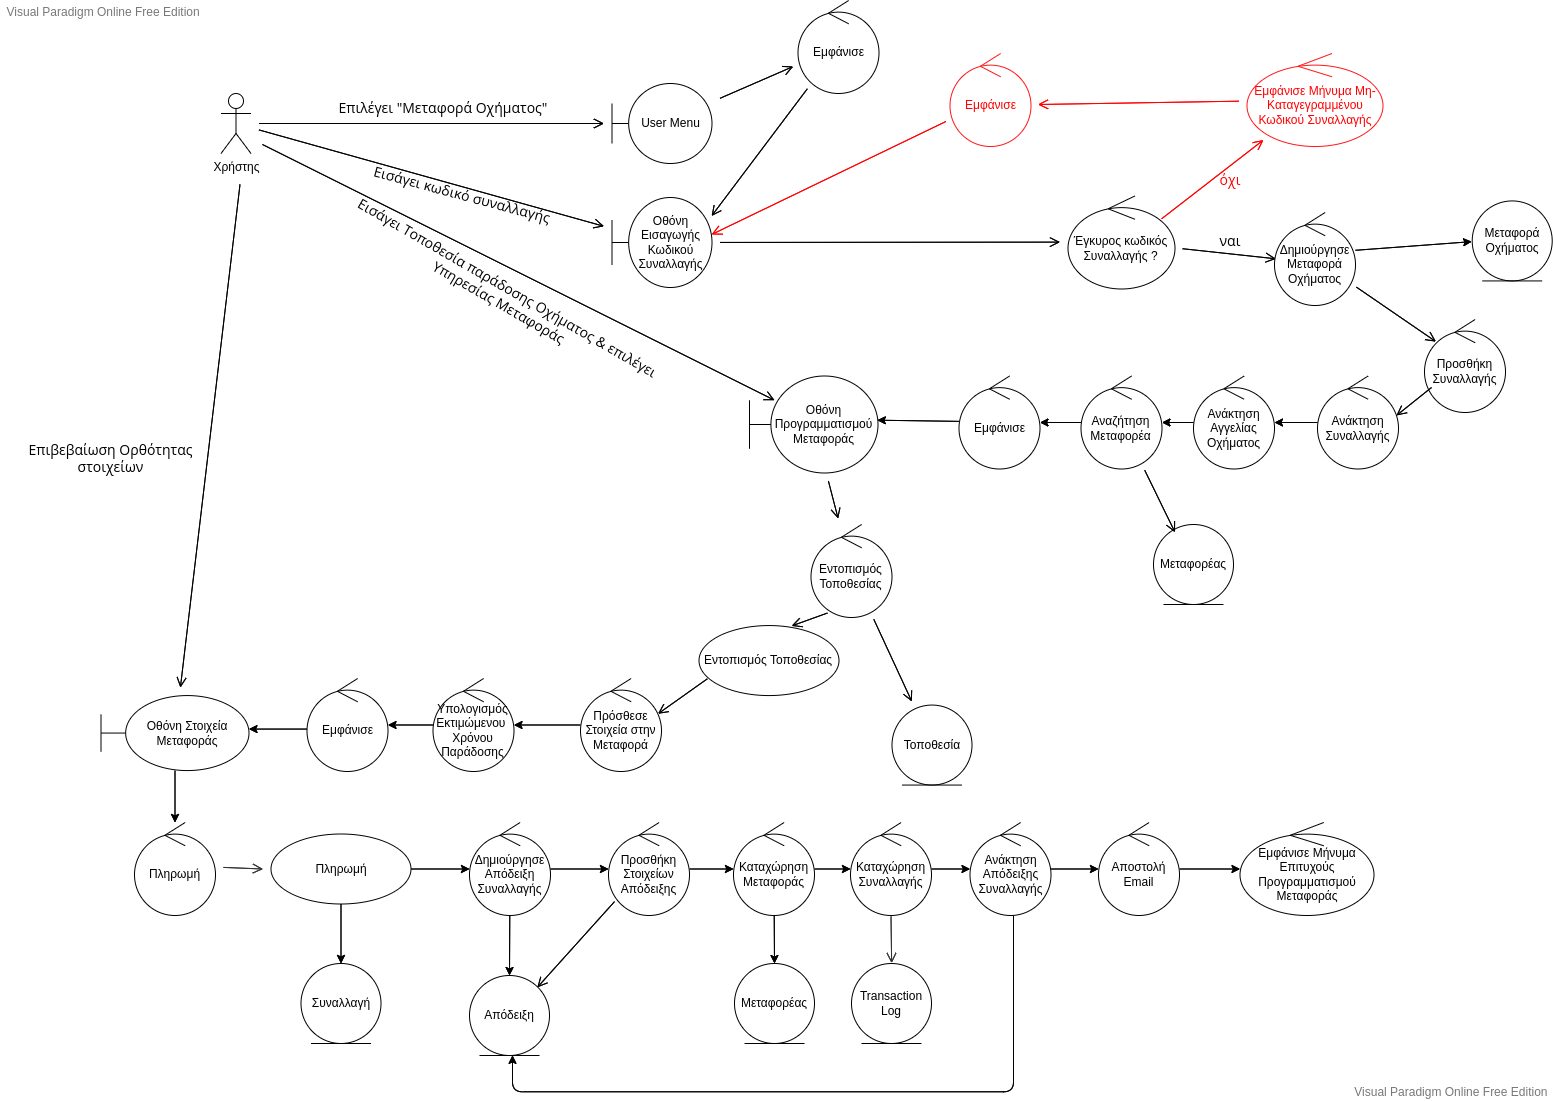 Visual Paradigm Online Free Edition
Εμφάνισε
Χρήστης
Επιλέγει "Μεταφορά Οχήματος"
User Menu
Εμφάνισε
Εμφάνισε Μήνυμα Μη-
Καταγεγραμμένου
Κωδικού Συναλλαγής
όχι
Εισάγει κωδικό συναλλαγής
Οθόνη
Εισαγωγής
Κωδικού
Συναλλαγής
Έγκυρος κωδικός
Συναλλαγής ?
ναι
Δημιούργησε
Μεταφορά
Οχήματος
Μεταφορά
Οχήματος
Εισάγει Τοποθεσία παράδοσης Οχήματος & επιλέγει
Υπηρεσίας Μεταφοράς
Προσθήκη
Συναλλαγής
Οθόνη
Προγραμματισμού
Μεταφοράς
Εμφάνισε
Αναζήτηση
Μεταφορέα
Ανάκτηση
Αγγελίας
Οχήματος
Ανάκτηση
Συναλλαγής
Επιβεβαίωση Ορθότητας
στοιχείων
Μεταφορέας
Εντοπισμός
Τοποθεσίας
Εντοπισμός Τοποθεσίας
Οθόνη Στοιχεία
Μεταφοράς
Εμφάνισε
Υπολογισμός
Εκτιμώμενου
Χρόνου
Παράδοσης
Πρόσθεσε
Στοιχεία στην
Μεταφορά
Τοποθεσία
Πληρωμή
Πληρωμή
Δημιούργησε
Απόδειξη
Συναλλαγής
Προσθήκη
Στοιχείων
Απόδειξης
Καταχώρηση
Μεταφοράς
Καταχώρηση
Συναλλαγής
Ανάκτηση
Απόδειξης
Συναλλαγής
Αποστολή
Email
Εμφάνισε Μήνυμα
Επιτυχούς
Προγραμματισμού
Μεταφοράς
Συναλλαγή
Απόδειξη
Μεταφορέας
Transaction
Log
Visual Paradigm Online Free Edition